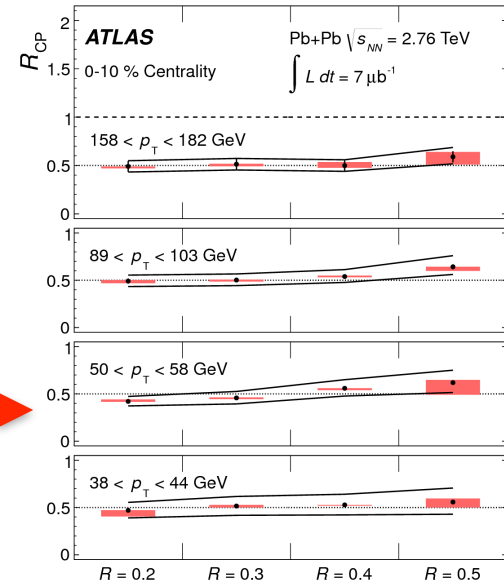 R_CP
ATLAS
Pb+Pb √s_NN = 2.76 TeV
0-10 % Centrality
∫ L dt = 7 μb⁻¹
2
1.5
1
158 < p_T < 182 GeV
0.5
0
1
89 < p_T < 103 GeV
0.5
0
1
50 < p_T < 58 GeV
0.5
0
1
38 < p_T < 44 GeV
0.5
0
R = 0.2 R = 0.3 R = 0.4 R = 0.5